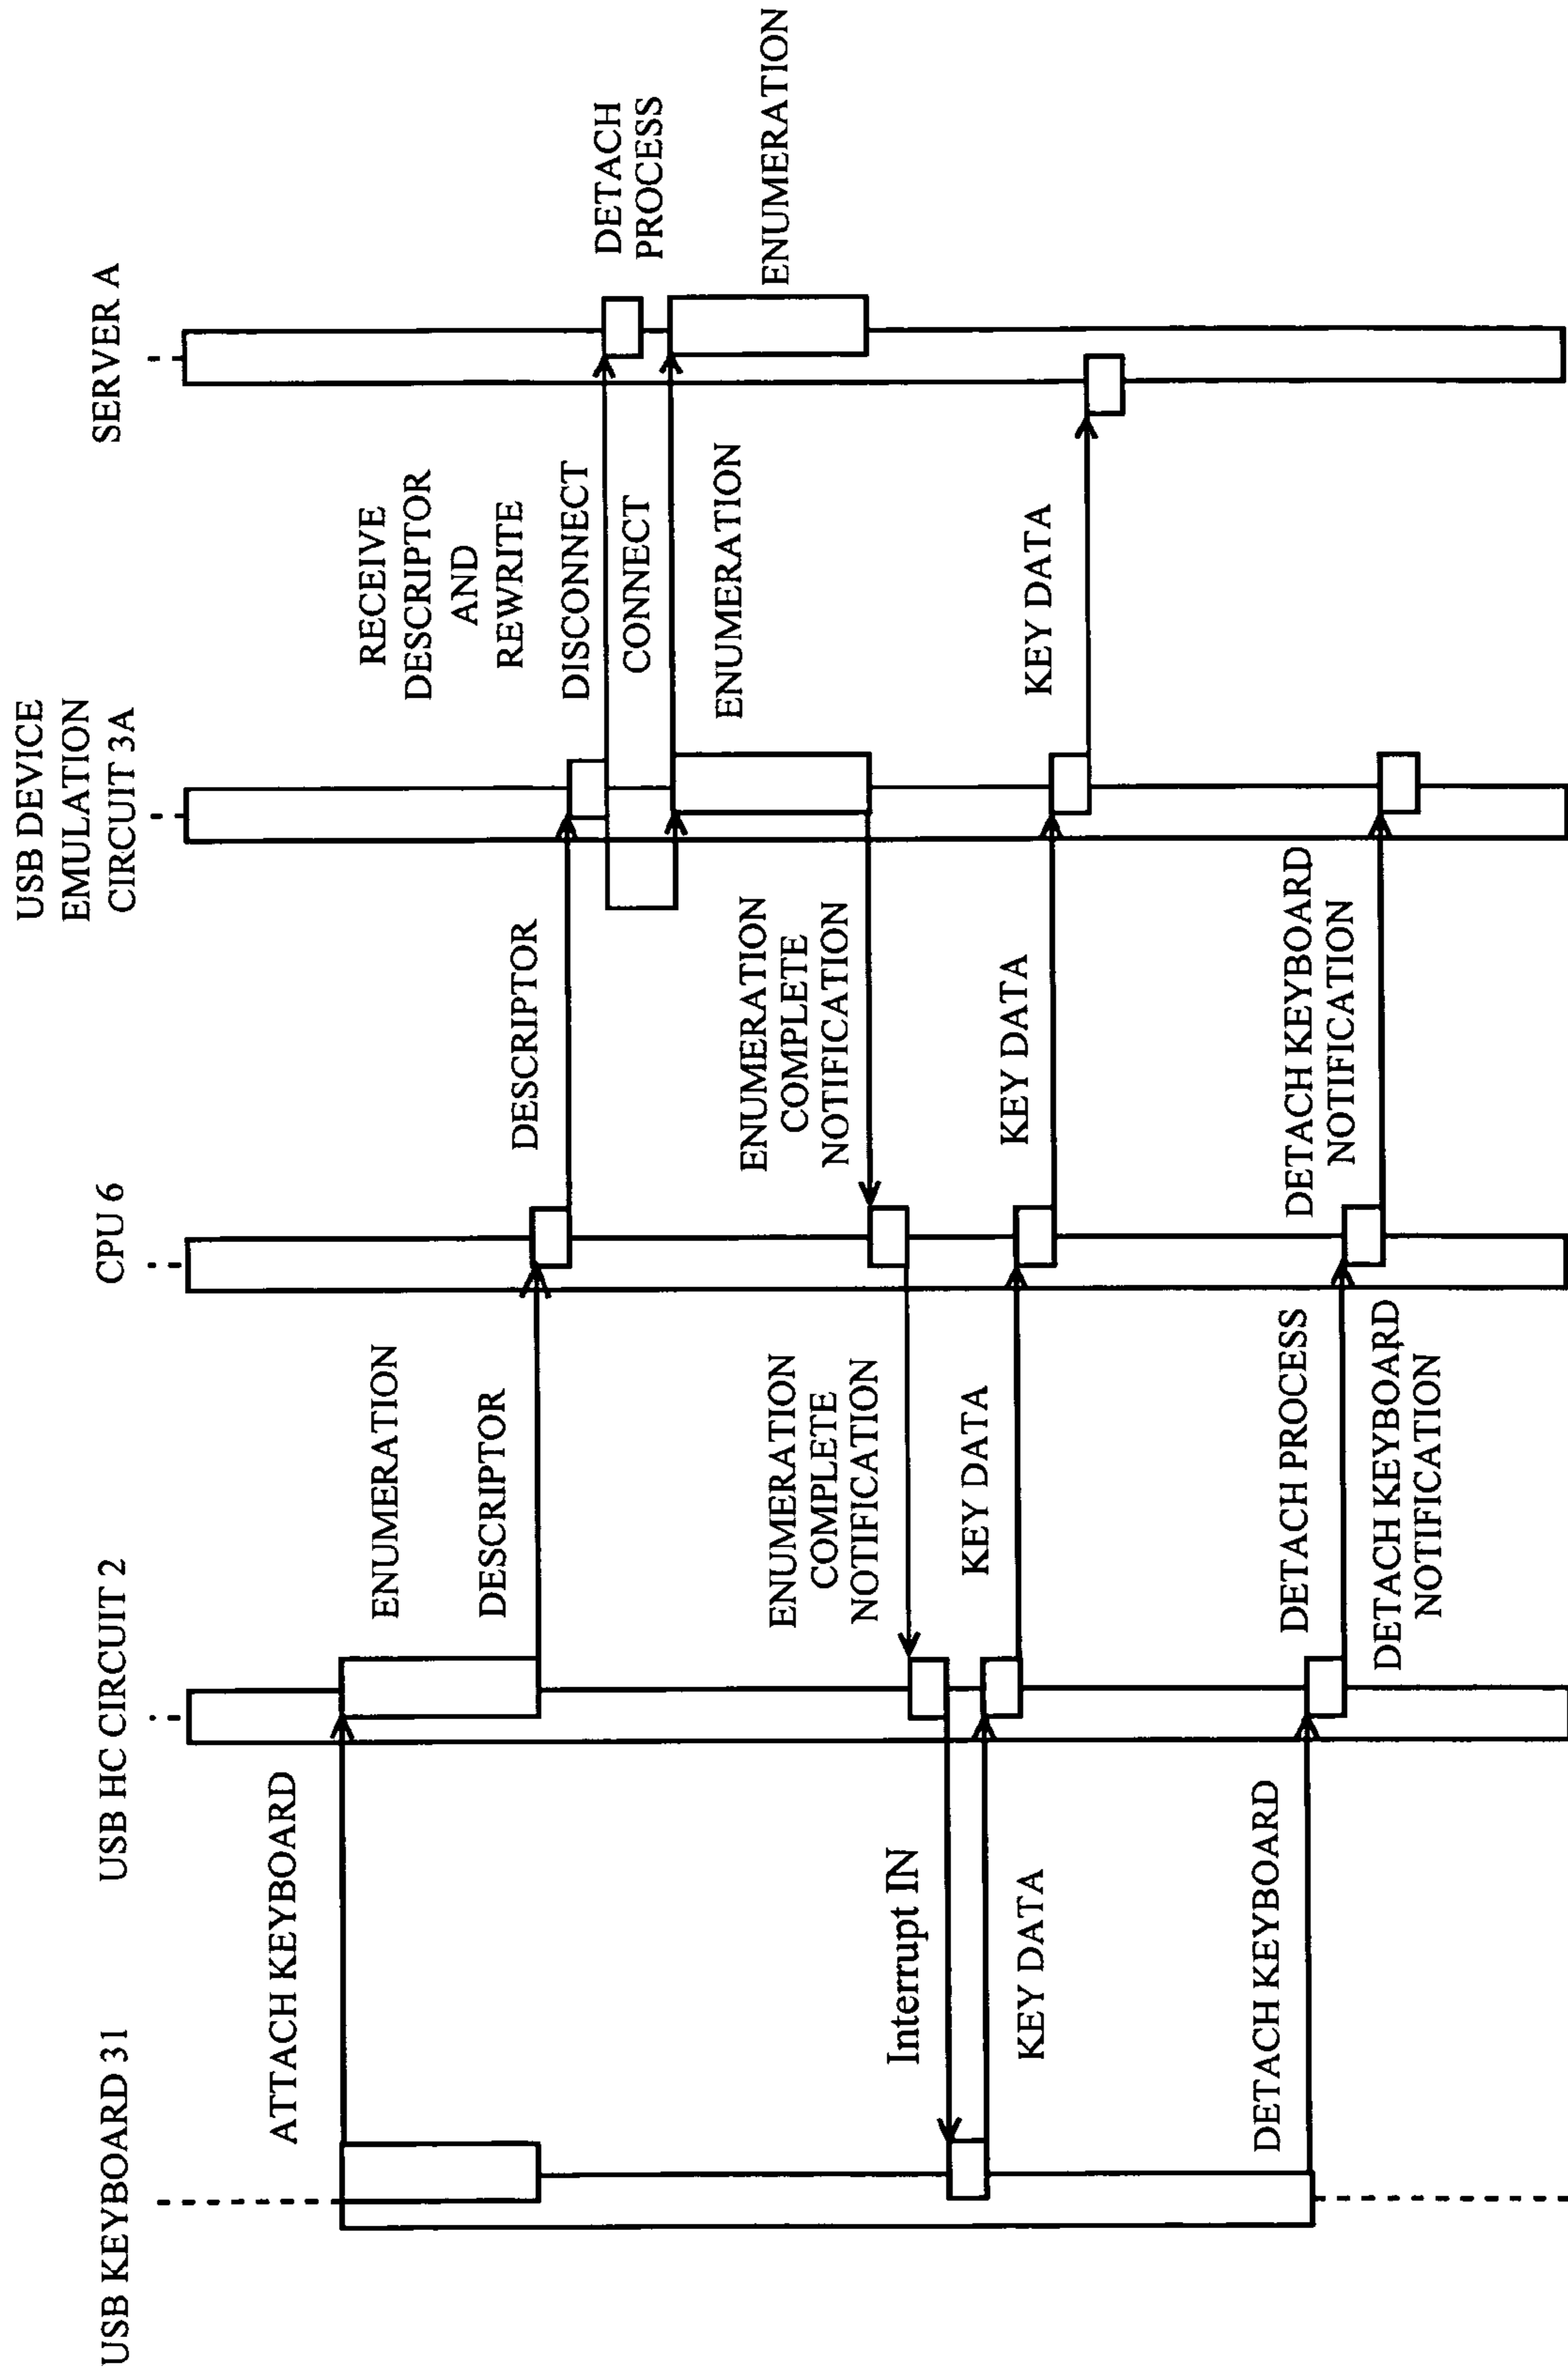 USB KEYBOARD 31
USB HC CIRCUIT 2
CPU 6
USB DEVICE
EMULATION
CIRCUIT 3A
SERVER A
ATTACH KEYBOARD
ENUMERATION
DESCRIPTOR
DESCRIPTOR
RECEIVE
DESCRIPTOR
AND
REWRITE
DISCONNECT
CONNECT
DETACH
PROCESS
ENUMERATION
ENUMERATION
ENUMERATION
COMPLETE
NOTIFICATION
ENUMERATION
COMPLETE
NOTIFICATION
Interrupt IN
KEY DATA
KEY DATA
KEY DATA
KEY DATA
DETACH KEYBOARD
DETACH PROCESS
DETACH KEYBOARD
NOTIFICATION
DETACH KEYBOARD
NOTIFICATION